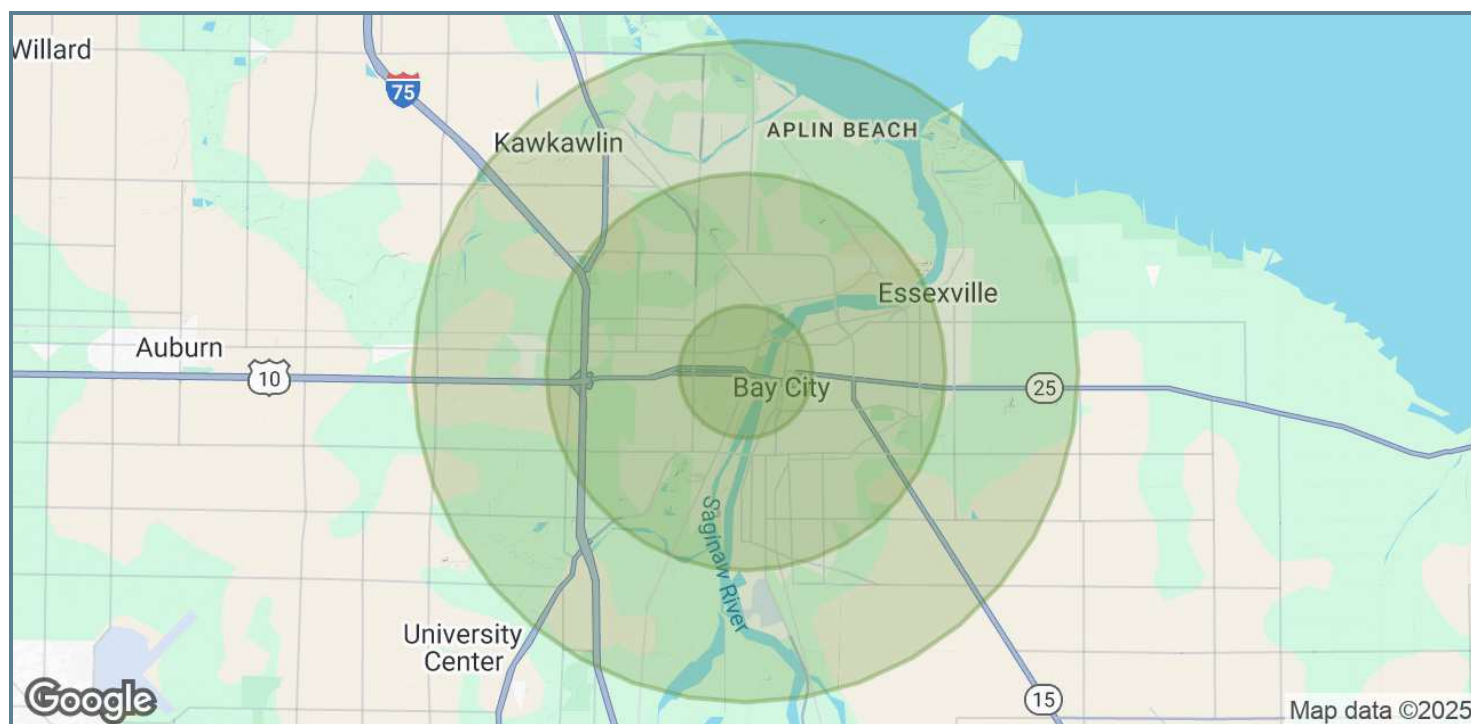 Willard
75
Kawkawlin
APLIN BEACH
Essexville
Auburn
10
Bay City
25
Saginaw River
University
Center
15
Google
Map data ©2025